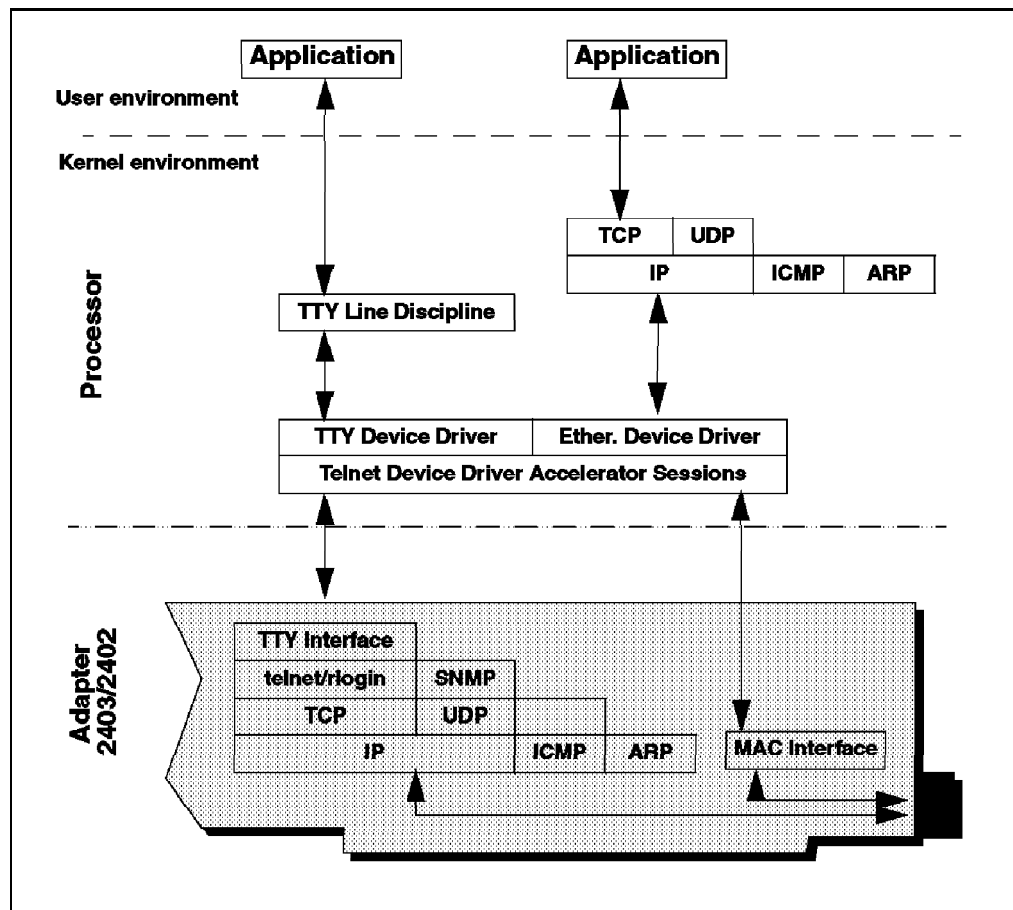 Application
Application
User environment
Kernel environment
TCP
UDP
IP
ICMP
ARP
TTY Line Discipline
Processor
TTY Device Driver
Ether. Device Driver
Telnet Device Driver Accelerator Sessions
Adapter
2403/2402
TTY Interface
telnet/rlogin
SNMP
TCP
UDP
IP
ICMP
ARP
MAC Interface